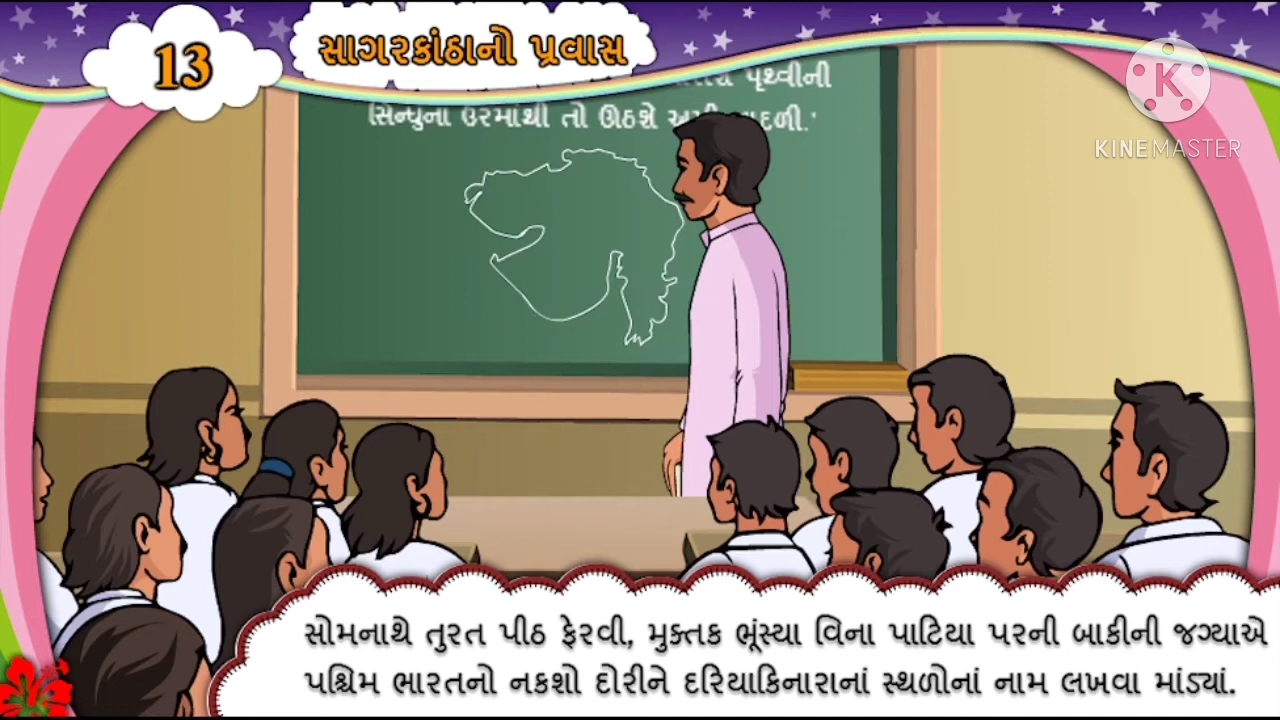 13
સાગરકાંઠાનો પ્રવાસ
પૃથ્વીની
સિન્ધુના ઉરમાંથી તો ઊઠશે
KINEMASTER
સોમનાથે તુરત પીઠ ફેરવી, મુક્તક ભૂંસ્યા વિના પાટિયા પરની બાકીની જગ્યાએ
પશ્ચિમ ભારતનો નકશો દોરીને દરિયાકિનારાનાં સ્થળોનાં નામ લખવા માંડ્યાં.